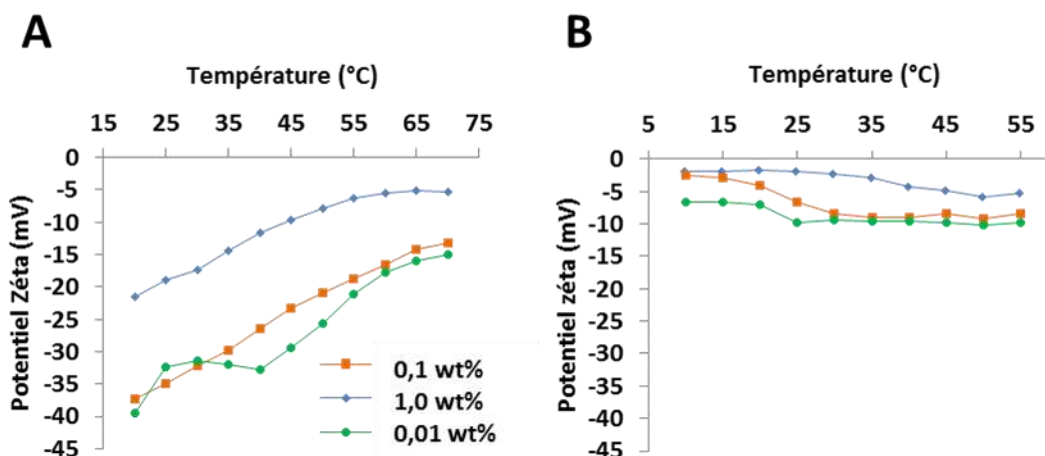 A
Température (°C)
15 25 35 45 55 65 75
0
-5
-10
-15
-20
-25
-30
-35
-40
-45
Potentiel Zéta (mV)
0,1 wt%
1,0 wt%
0,01 wt%
B
Température (°C)
5 15 25 35 45 55
0
-5
-10
-15
-20
-25
-30
-35
-40
-45
Potentiel zéta (mV)